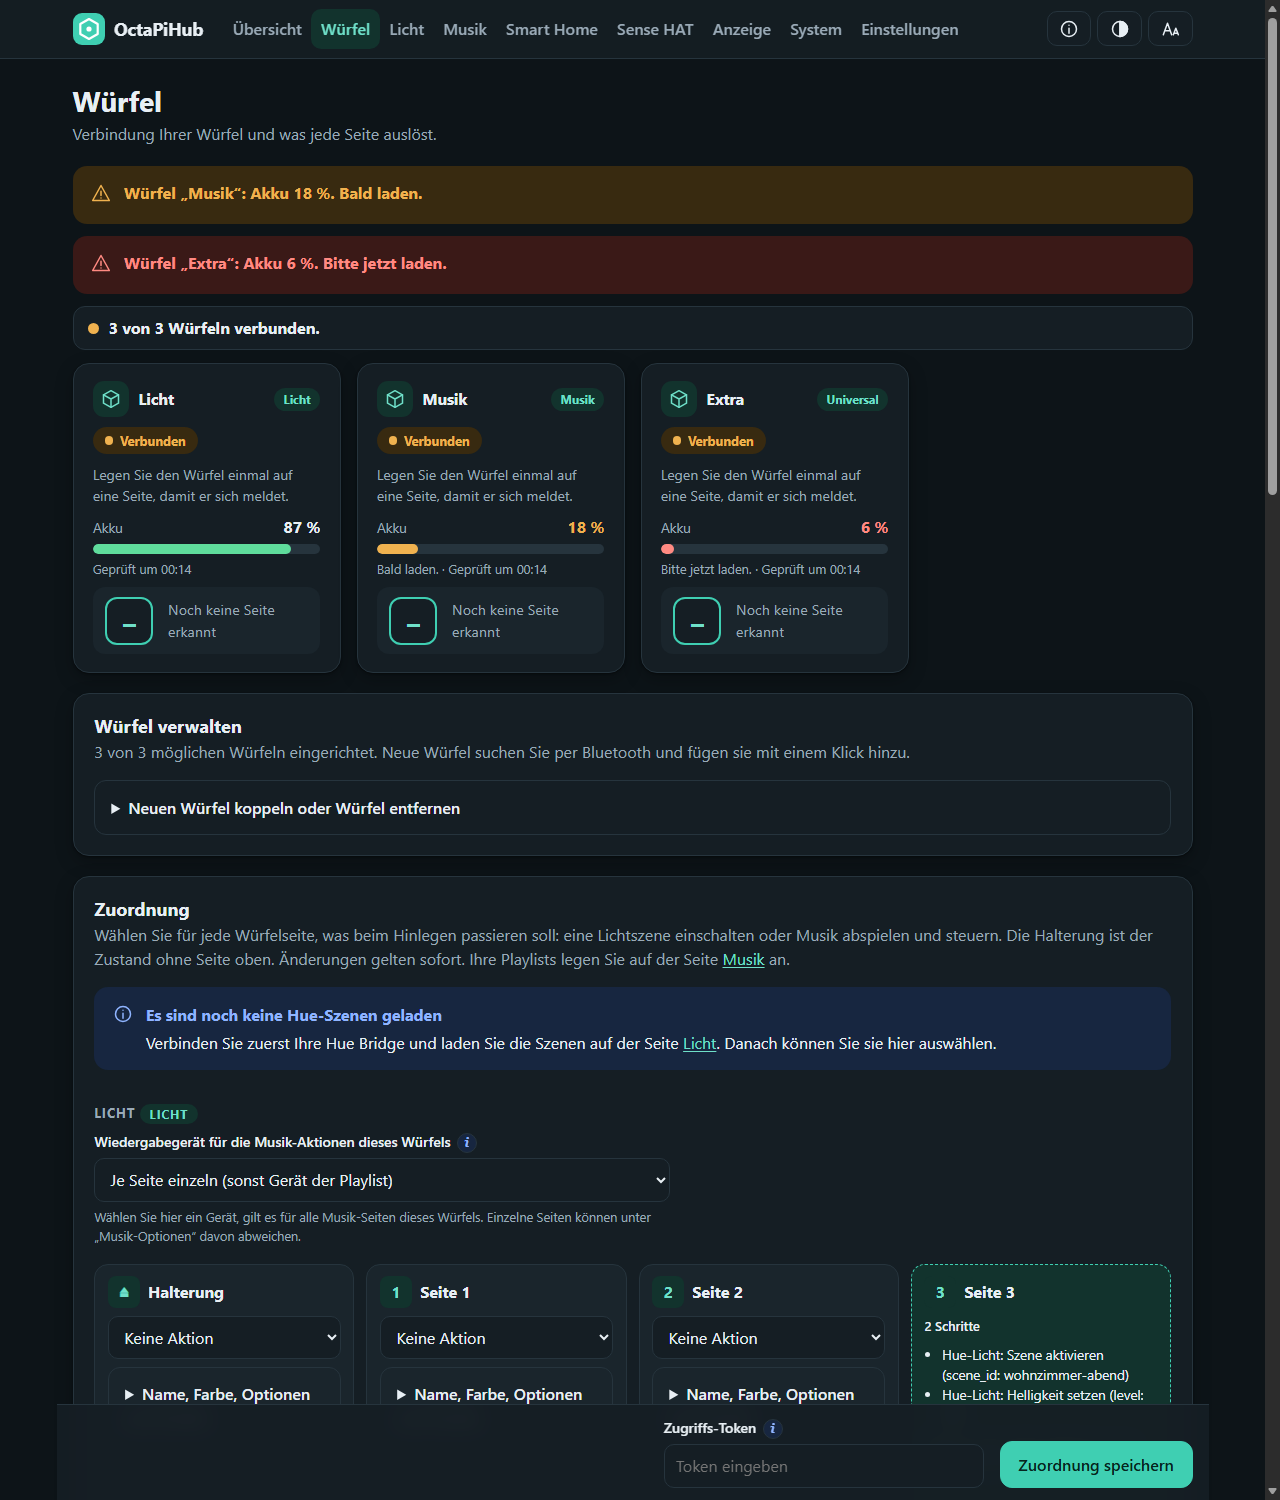 OctaPiHub Übersicht Würfel Licht Musik Smart Home Sense HAT Anzeige System Einstellungen
Würfel
Verbindung Ihrer Würfel und was jede Seite auslöst.
Würfel „Musik“: Akku 18 %. Bald laden.
Würfel „Extra“: Akku 6 %. Bitte jetzt laden.
3 von 3 Würfeln verbunden.
Licht Licht
Verbunden
Legen Sie den Würfel einmal auf
eine Seite, damit er sich meldet.
Akku 87 %
Geprüft um 00:14
– Noch keine Seite
erkannt
Musik Musik
Verbunden
Legen Sie den Würfel einmal auf
eine Seite, damit er sich meldet.
Akku 18 %
Bald laden. · Geprüft um 00:14
– Noch keine Seite
erkannt
Extra Universal
Verbunden
Legen Sie den Würfel einmal auf
eine Seite, damit er sich meldet.
Akku 6 %
Bitte jetzt laden. · Geprüft um 00:14
– Noch keine Seite
erkannt
Würfel verwalten
3 von 3 möglichen Würfeln eingerichtet. Neue Würfel suchen Sie per Bluetooth und fügen sie mit einem Klick hinzu.
Neuen Würfel koppeln oder Würfel entfernen
Zuordnung
Wählen Sie für jede Würfelseite, was beim Hinlegen passieren soll: eine Lichtszene einschalten oder Musik abspielen und steuern. Die Halterung ist der
Zustand ohne Seite oben. Änderungen gelten sofort. Ihre Playlists legen Sie auf der Seite Musik an.
Es sind noch keine Hue-Szenen geladen
Verbinden Sie zuerst Ihre Hue Bridge und laden Sie die Szenen auf der Seite Licht. Danach können Sie sie hier auswählen.
LICHT LICHT
Wiedergabegerät für die Musik-Aktionen dieses Würfels i
Je Seite einzeln (sonst Gerät der Playlist)
Wählen Sie hier ein Gerät, gilt es für alle Musik-Seiten dieses Würfels. Einzelne Seiten können unter
„Musik-Optionen“ davon abweichen.
Halterung
Keine Aktion
Name, Farbe, Optionen
1 Seite 1
Keine Aktion
Name, Farbe, Optionen
2 Seite 2
Keine Aktion
Name, Farbe, Optionen
3 Seite 3
2 Schritte
• Hue-Licht: Szene aktivieren
(scene_id: wohnzimmer-abend)
• Hue-Licht: Helligkeit setzen (level:
Zugriffs-Token i
Token eingeben
Zuordnung speichern